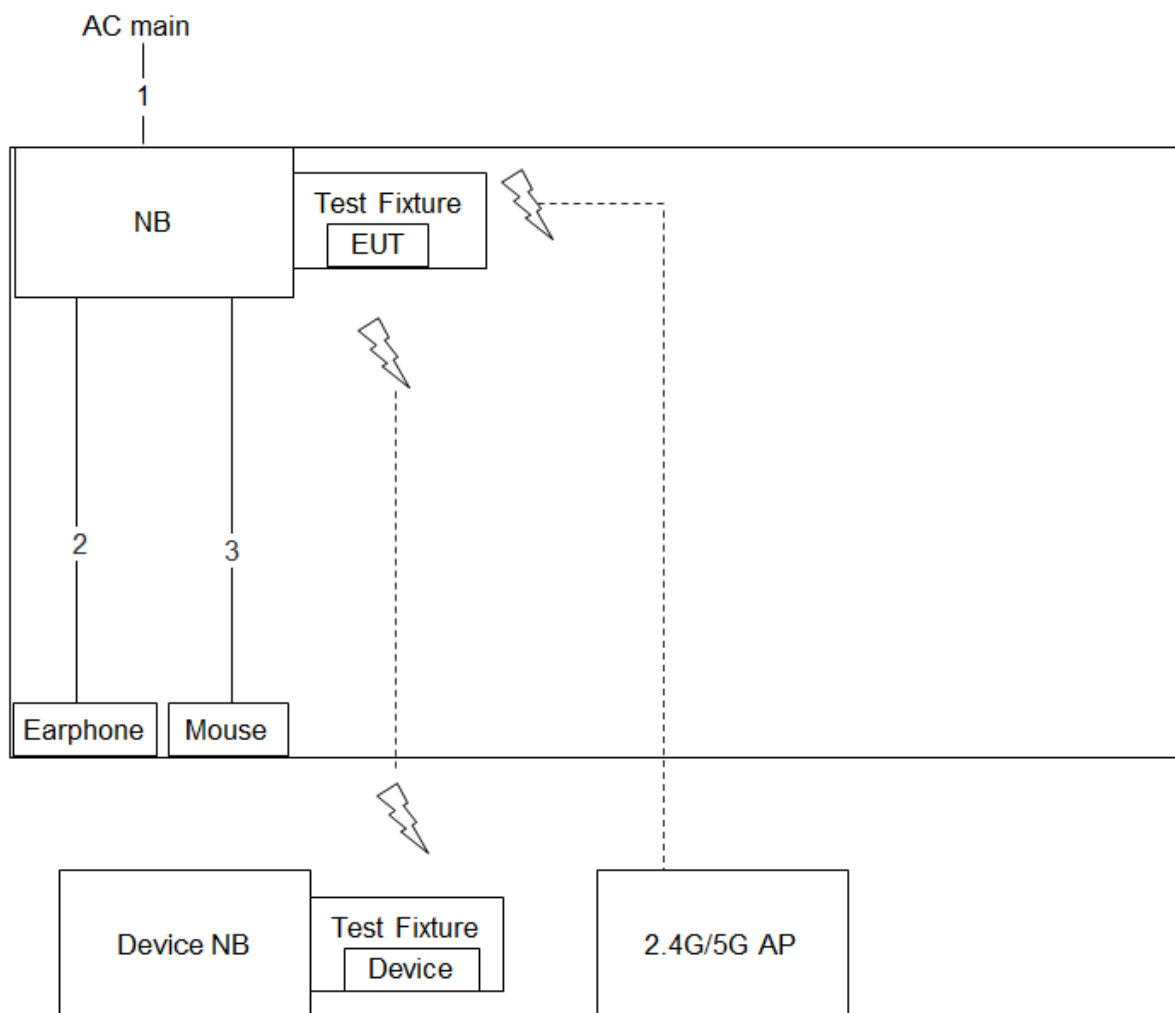 AC main
1
NB
Test Fixture
EUT
2
3
Earphone
Mouse
Device NB
Test Fixture
Device
2.4G/5G AP